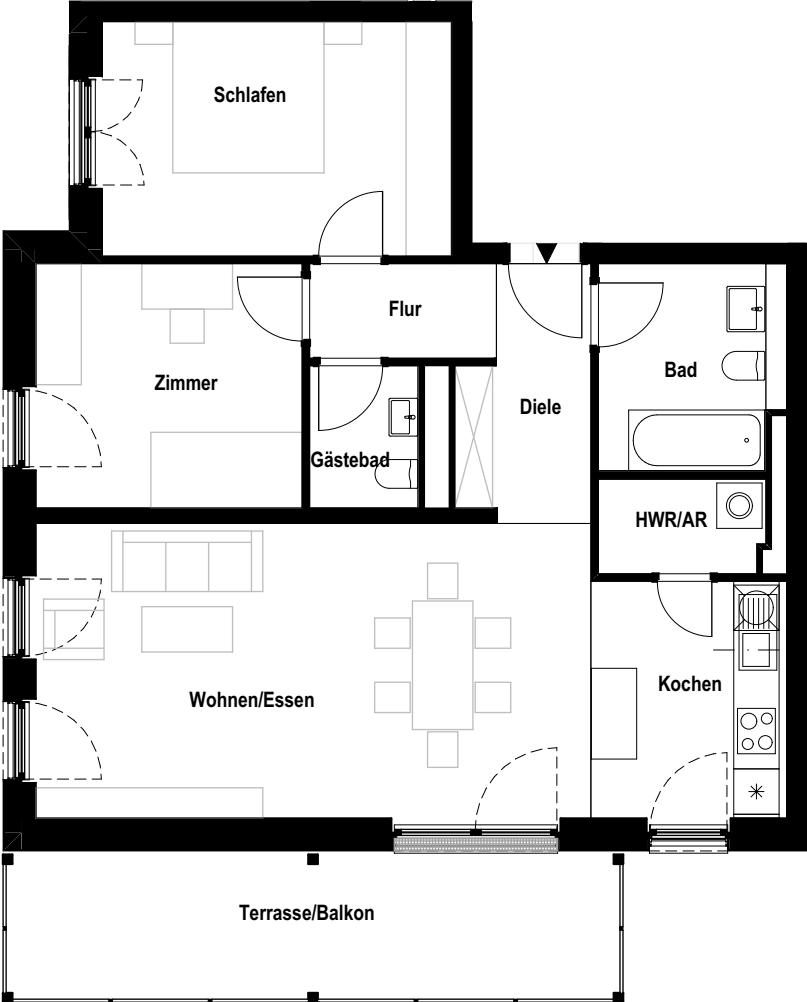 Schlafen
Flur
Zimmer
Bad
Diele
Gästebad
HWR/AR
Kochen
Wohnen/Essen
Terrasse/Balkon